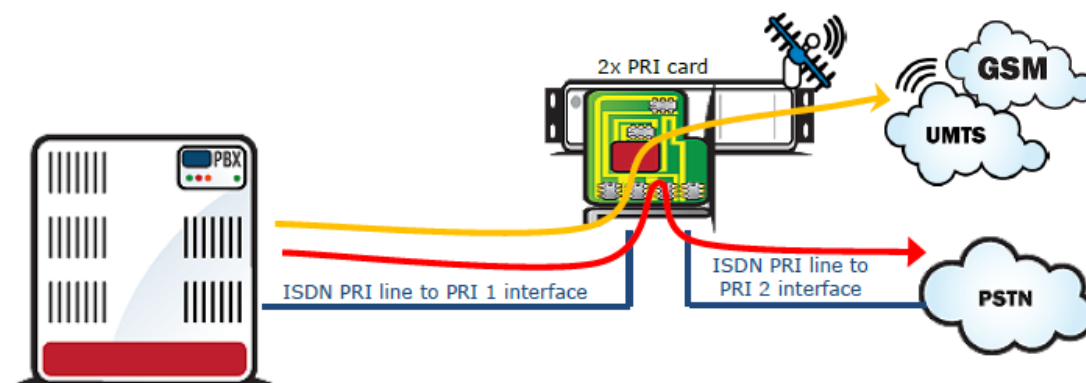 2x PRI card
GSM
UMTS
PBX
ISDN PRI line to PRI 1 interface
ISDN PRI line to
PRI 2 interface
PSTN